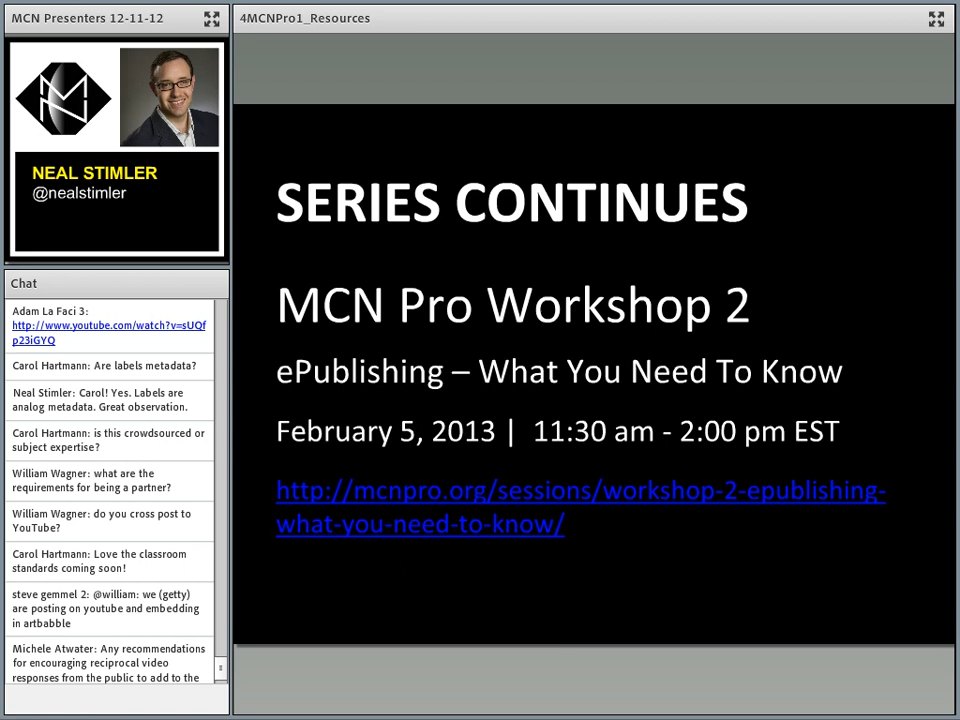 MCN Presenters 12-11-12
4MCNPro1_Resources
MN
NEAL STIMLER
@nealstimler
Chat
Adam La Faci 3:
http://www.youtube.com/watch?v=sUQf
p23iGYQ
Carol Hartmann: Are labels metadata?
Neal Stimler: Carol! Yes. Labels are
analog metadata. Great observation.
Carol Hartmann: is this crowdsourced or
subject expertise?
William Wagner: what are the
requirements for being a partner?
William Wagner: do you cross post to
YouTube?
Carol Hartmann: Love the classroom
standards coming soon!
steve gemmel 2: @william: we (getty)
are posting on youtube and embedding
in artbabble
Michele Atwater: Any recommendations
for encouraging reciprocal video
responses from the public to add to the
SERIES CONTINUES
MCN Pro Workshop 2
ePublishing – What You Need To Know
February 5, 2013 | 11:30 am - 2:00 pm EST
http://mcnpro.org/sessions/workshop-2-epublishing-
what-you-need-to-know/